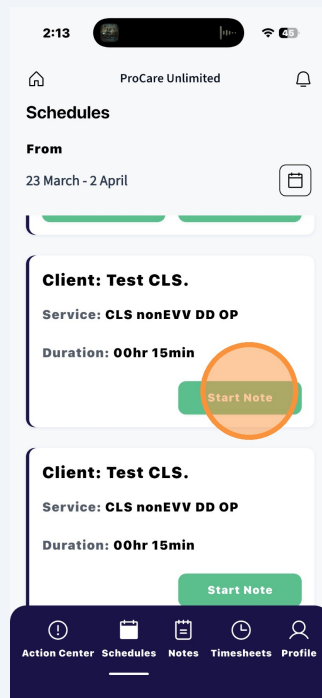 2:13
45
ProCare Unlimited
Schedules
From
23 March - 2 April
Client: Test CLS.
Service: CLS nonEVV DD OP
Duration: 00hr 15min
Start Note
Client: Test CLS.
Service: CLS nonEVV DD OP
Duration: 00hr 15min
Start Note
Action Center Schedules Notes Timesheets Profile